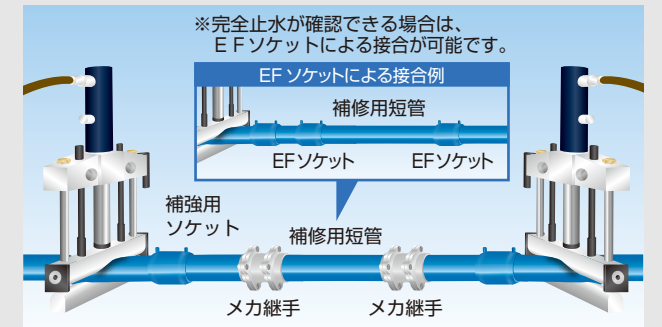 ※完全止水が確認できる場合は、
ＥＦソケットによる接合が可能です。
EFソケットによる接合例
補修用短管
EFソケット
EFソケット
補強用
ソケット
補修用短管
メカ継手
メカ継手